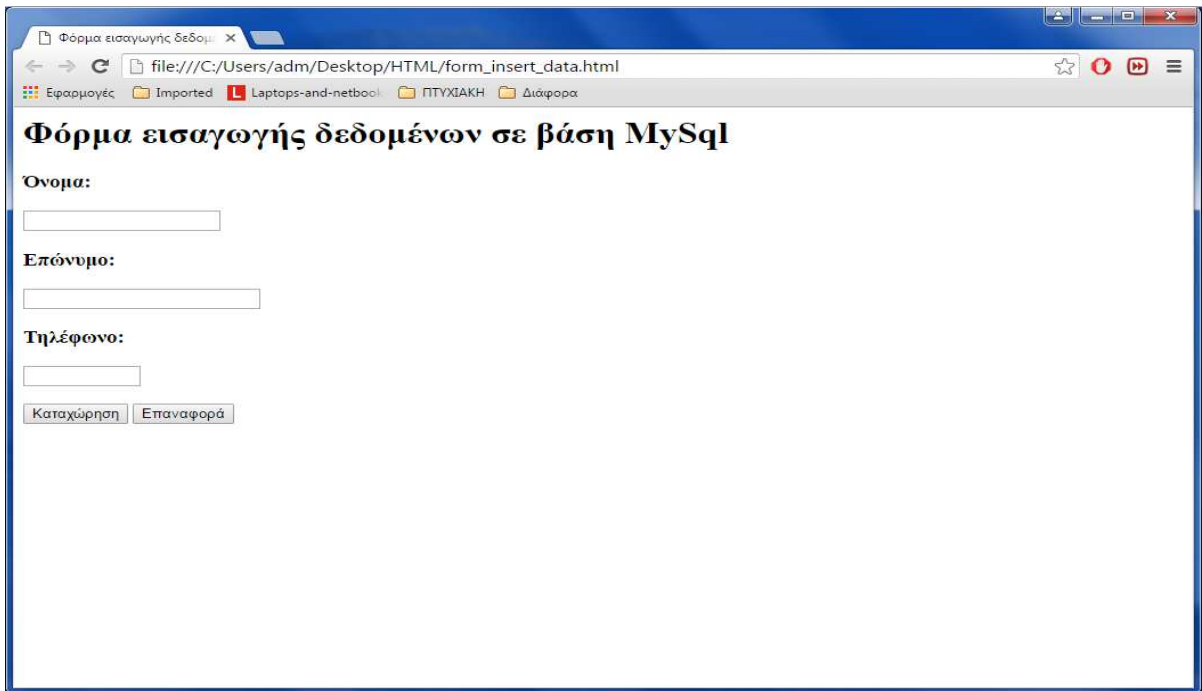 Φόρμα εισαγωγής δεδομ
file:///C:/Users/adm/Desktop/HTML/form_insert_data.html
Εφαρμογές Imported L Laptops-and-netbook ΠΤΥΧΙΑΚΗ Διάφορα
Φόρμα εισαγωγής δεδομένων σε βάση MySql
Όνομα:
Επώνυμο:
Τηλέφωνο:
Καταχώρηση Επαναφορά